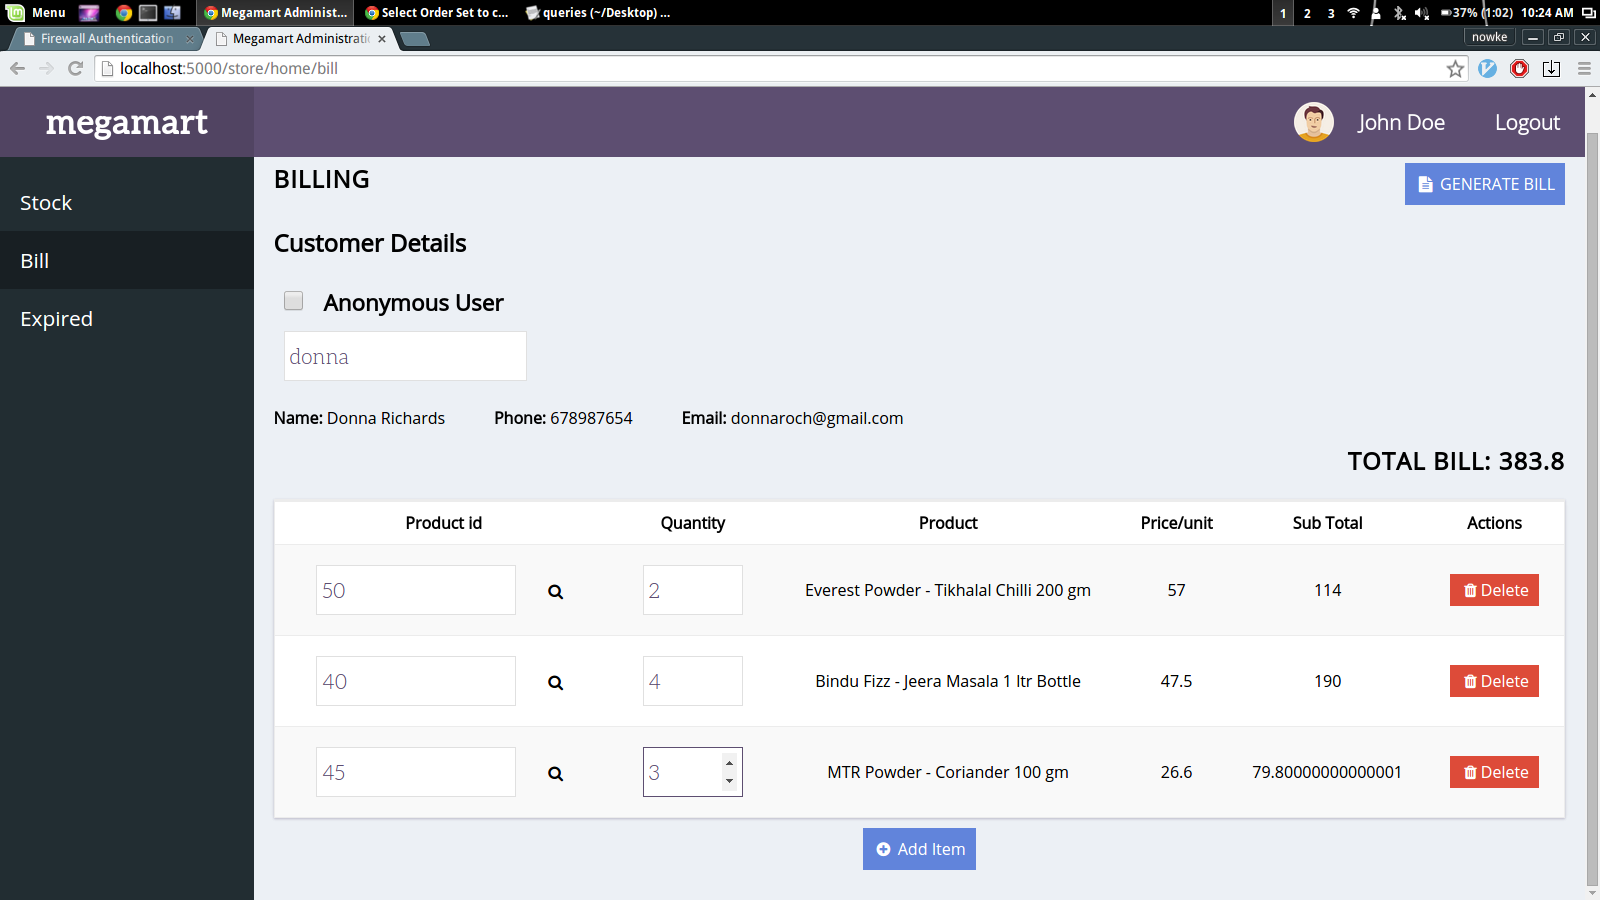 Menu Megamart Administ... Select Order Set to c... queries (~/Desktop) ... 1 2 3 37% (1:02) 10:24 AM
Firewall Authentication Megamart Administrati nowke
localhost:5000/store/home/bill
megamart John Doe Logout
Stock
Bill
Expired
BILLING GENERATE BILL
Customer Details
Anonymous User
donna
Name: Donna Richards Phone: 678987654 Email: donnaroch@gmail.com
TOTAL BILL: 383.8
Product id Quantity Product Price/unit Sub Total Actions
50 2 Everest Powder - Tikhalal Chilli 200 gm 57 114 Delete
40 4 Bindu Fizz - Jeera Masala 1 ltr Bottle 47.5 190 Delete
45 3 MTR Powder - Coriander 100 gm 26.6 79.80000000000001 Delete
Add Item